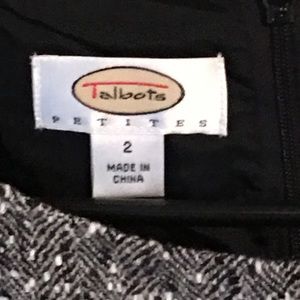 Talbots
PETITES
2
MADE IN
CHINA